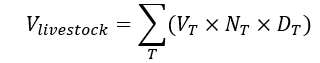 V_livestock = ∑_T (V_T × N_T × D_T)